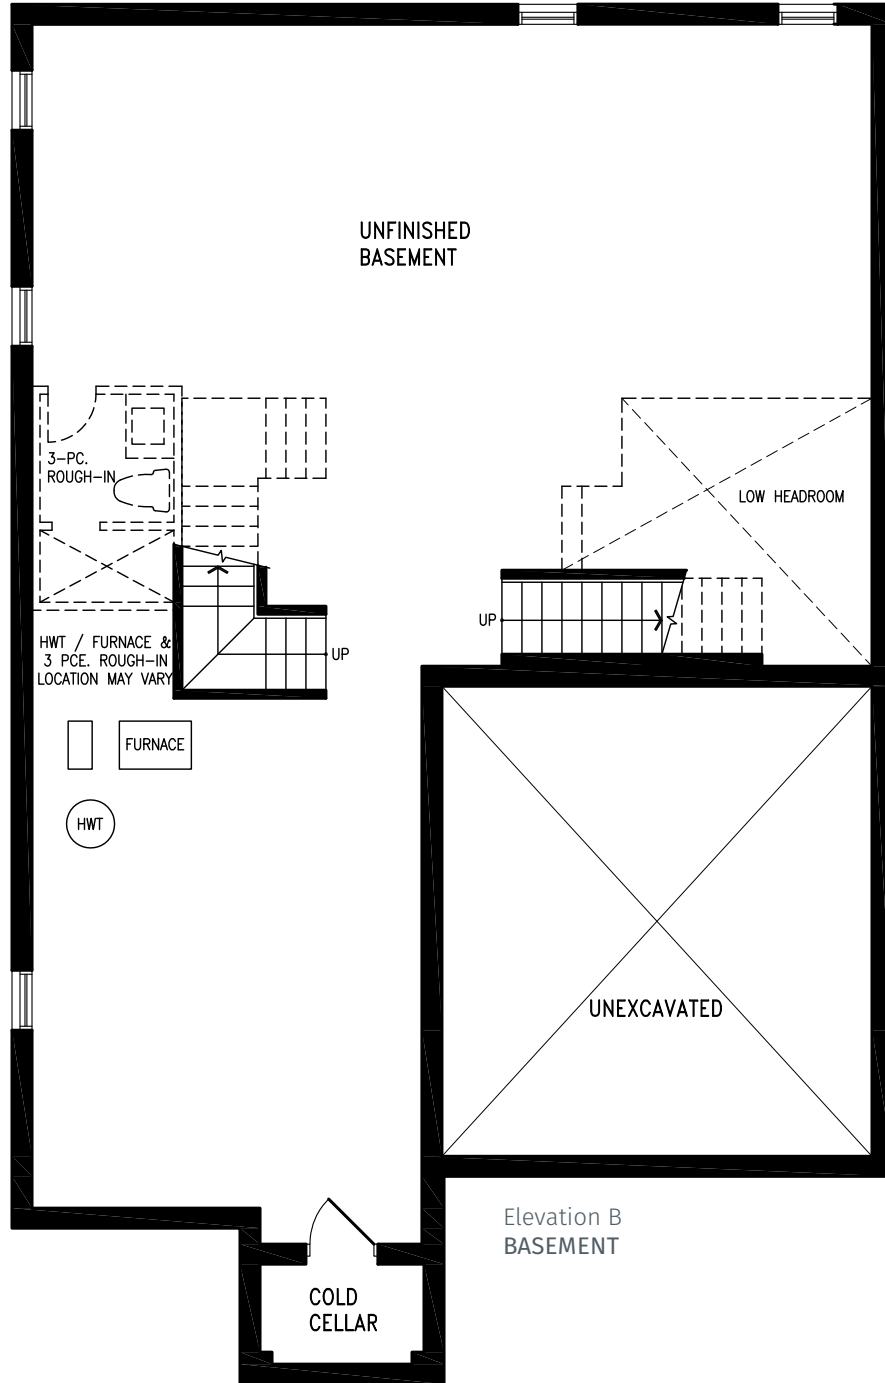 UNFINISHED
BASEMENT
3-PC.
ROUGH-IN
LOW HEADROOM
UP
HWT / FURNACE &
3 PCE. ROUGH-IN
LOCATION MAY VARY
UP
FURNACE
HWT
UNEXCAVATED
Elevation B
BASEMENT
COLD
CELLAR